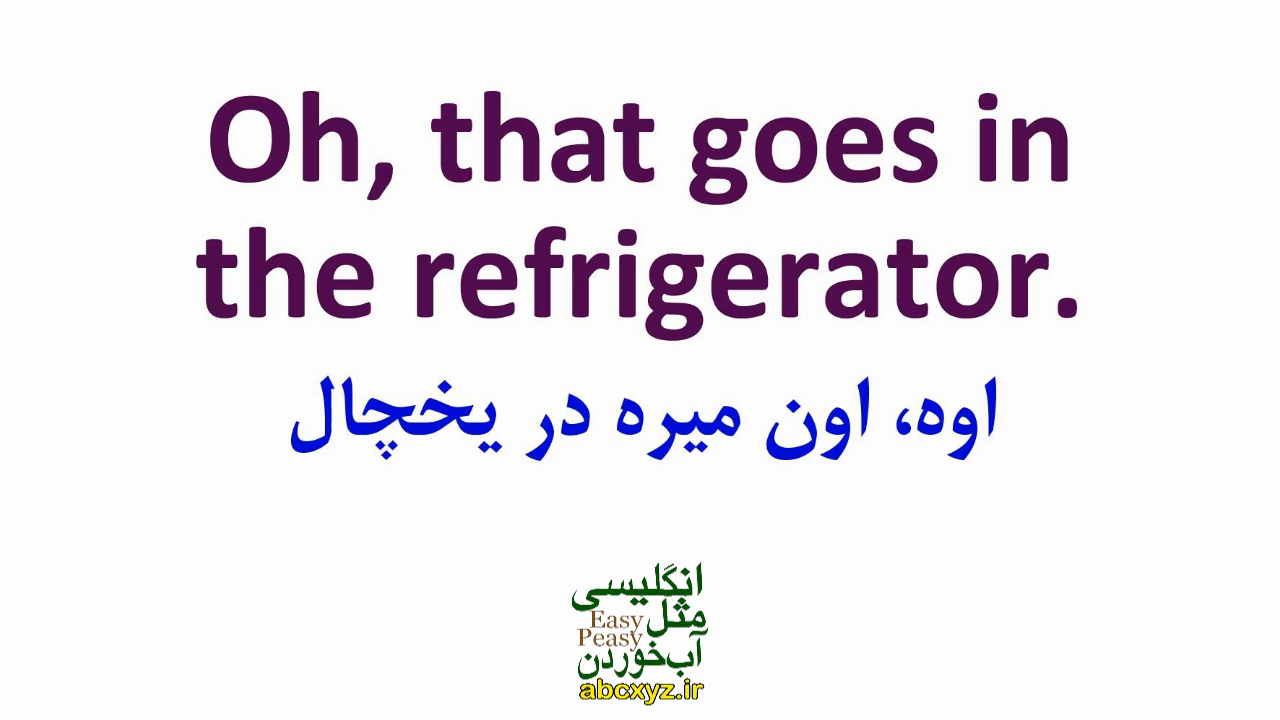 Oh, that goes in
the refrigerator.
اوه، اون میره در یخچال
انگلیسی
مثل
Easy
Peasy
آب‌خوردن
abcxyz.ir